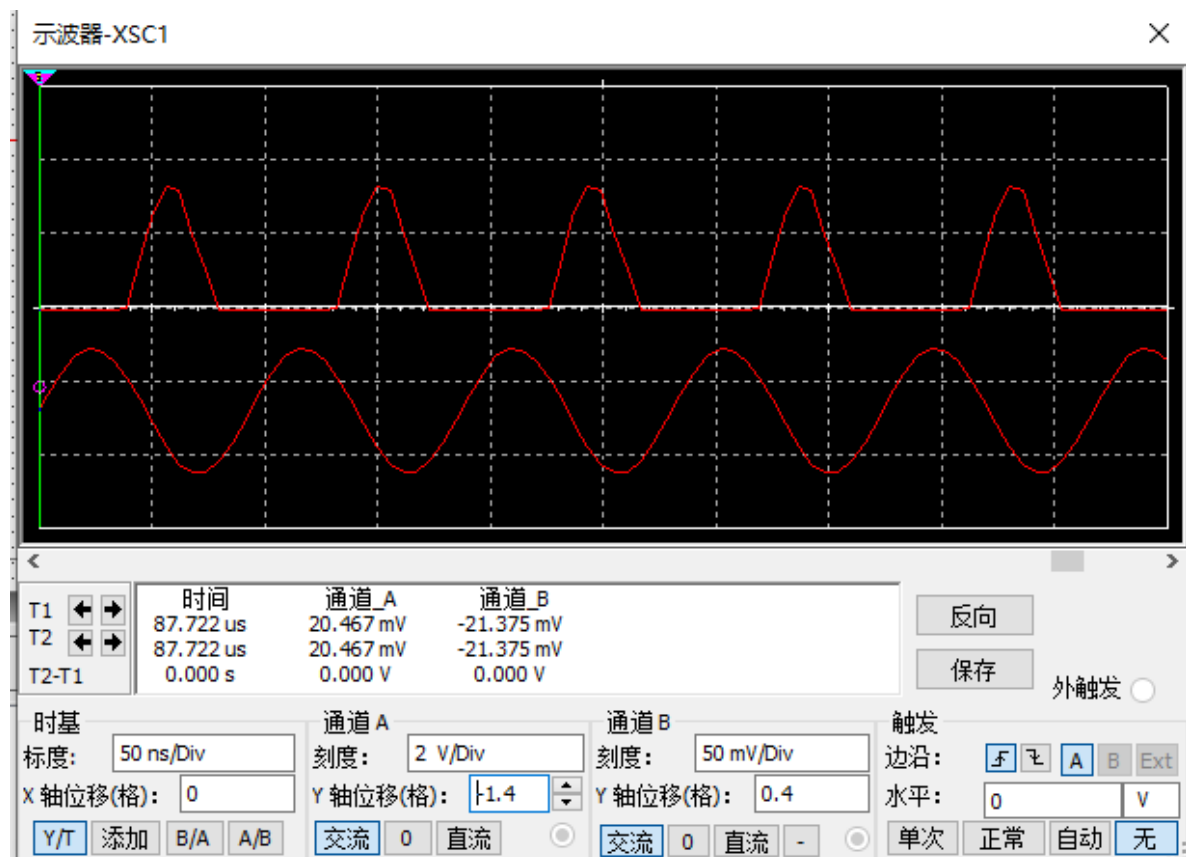 示波器-XSC1
时间 通道_A 通道_B
T1 87.722 us 20.467 mV -21.375 mV
T2 87.722 us 20.467 mV -21.375 mV
T2-T1 0.000 s 0.000 V 0.000 V
反向
保存
外触发
时基 通道 A 通道 B 触发
标度: 50 ns/Div 刻度: 2 V/Div 刻度: 50 mV/Div 边沿: A B Ext
X 轴位移(格): 0 Y 轴位移(格): -1.4 Y 轴位移(格): 0.4 水平: 0 V
Y/T 添加 B/A A/B 交流 0 直流 交流 0 直流 - 单次 正常 自动 无